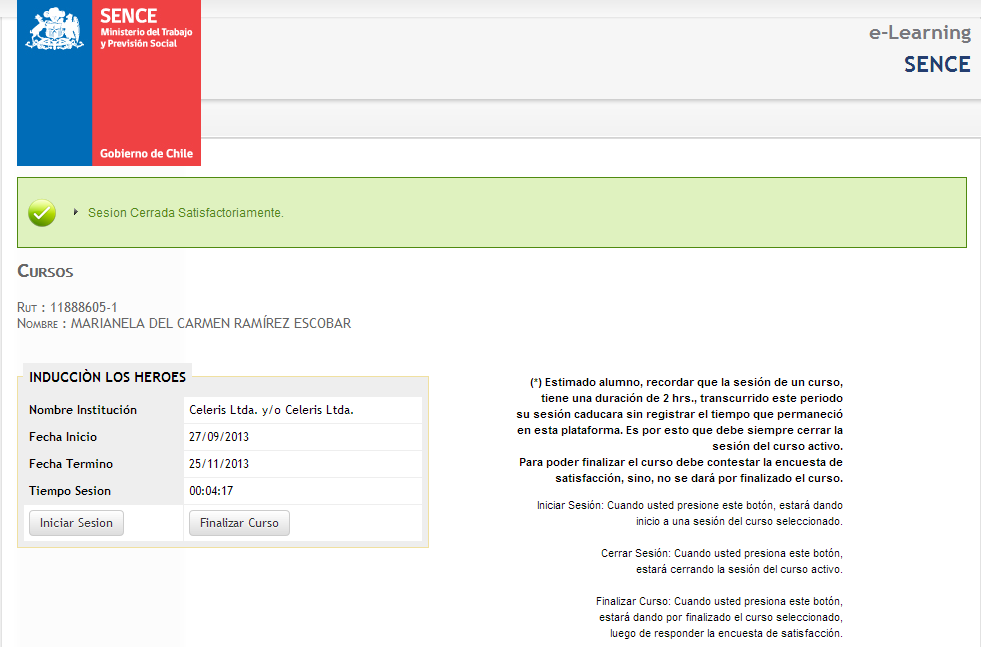 SENCE
Ministerio del Trabajo
y Previsión Social
Gobierno de Chile
e-Learning
SENCE
Sesion Cerrada Satisfactoriamente.
Cursos
Rut : 11888605-1
Nombre : MARIANELA DEL CARMEN RAMÍREZ ESCOBAR
INDUCCIÒN LOS HEROES
Nombre Institución Celeris Ltda. y/o Celeris Ltda.
Fecha Inicio 27/09/2013
Fecha Termino 25/11/2013
Tiempo Sesion 00:04:17
Iniciar Sesion Finalizar Curso
(*) Estimado alumno, recordar que la sesión de un curso,
tiene una duración de 2 hrs., transcurrido este periodo
su sesión caducara sin registrar el tiempo que permaneció
en esta plataforma. Es por esto que debe siempre cerrar la
sesión del curso activo.
Para poder finalizar el curso debe contestar la encuesta de
satisfacción, sino, no se dará por finalizado el curso.
Iniciar Sesión: Cuando usted presione este botón, estará dando
inicio a una sesión del curso seleccionado.
Cerrar Sesión: Cuando usted presiona este botón,
estará cerrando la sesión del curso activo.
Finalizar Curso: Cuando usted presiona este botón,
estará dando por finalizado el curso seleccionado,
luego de responder la encuesta de satisfacción.